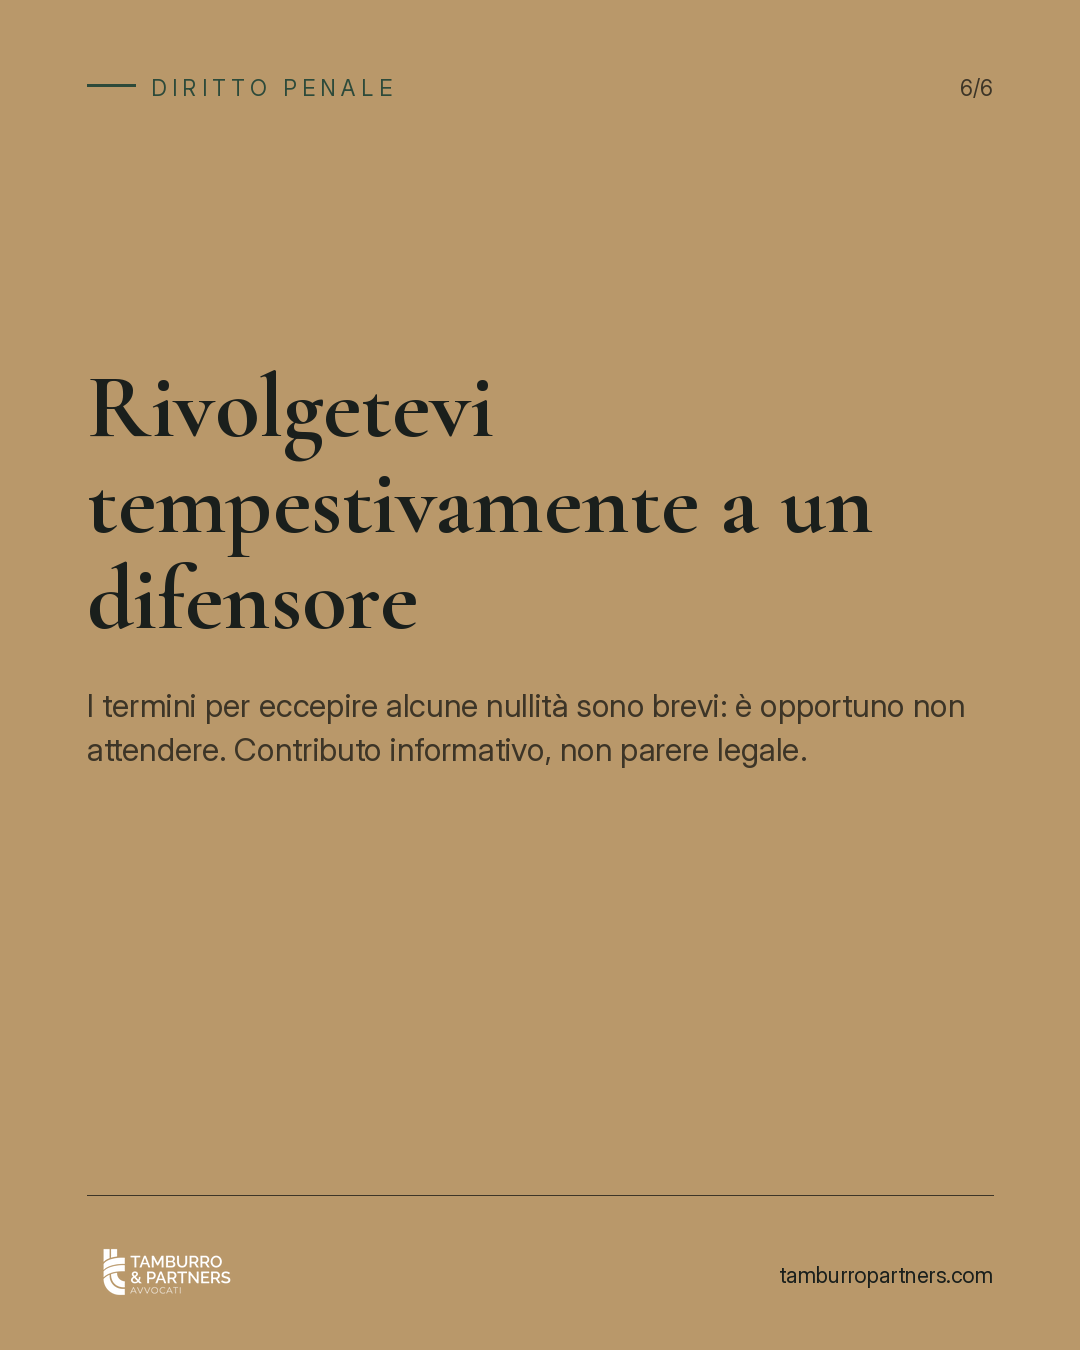 DIRITTO PENALE
6/6
Rivolgetevi
tempestivamente a un
difensore
I termini per eccepire alcune nullità sono brevi: è opportuno non
attendere. Contributo informativo, non parere legale.
TAMBURRO
& PARTNERS
AVVOCATI
tamburropartners.com